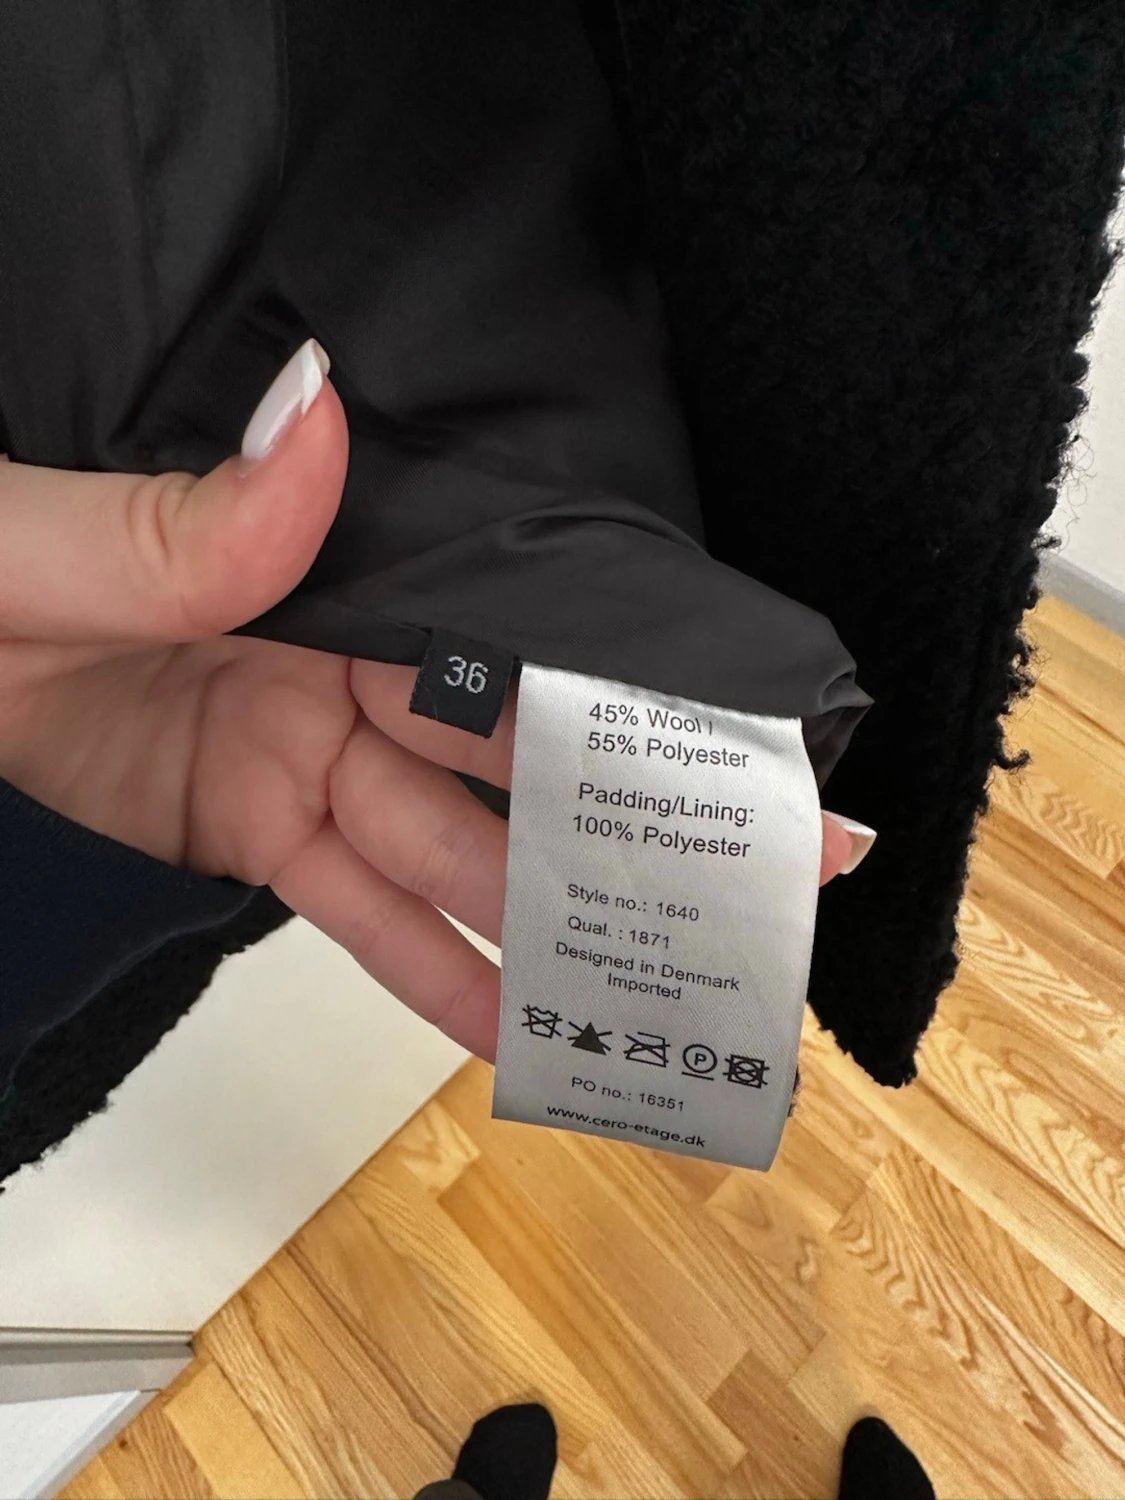 36
45% Wool
55% Polyester
Padding/Lining:
100% Polyester
Style no.: 1640
Qual. : 1871
Designed in Denmark
Imported
P
PO no.: 16351
www.cero-etage.dk